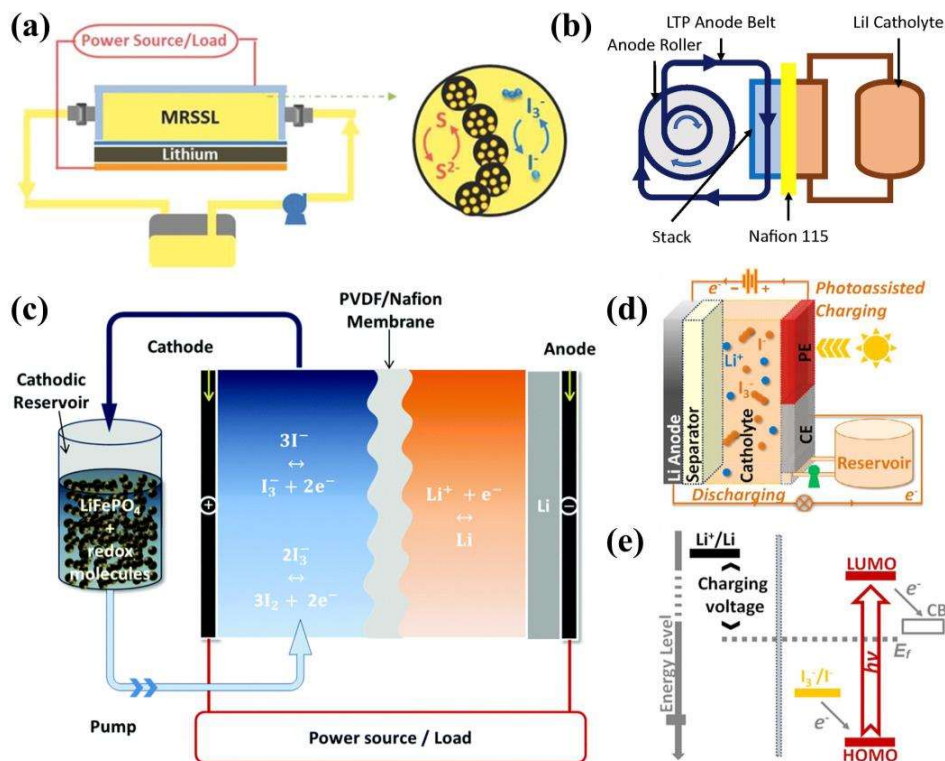 (a)
Power Source/Load
MRSSL
Lithium
S
S²⁻
I₃⁻
I⁻
(b)
LTP Anode Belt
Anode Roller
LiI Catholyte
Stack
Nafion 115
(c)
PVDF/Nafion
Membrane
Cathode
Anode
Cathodic
Reservoir
LiFePO₄
+
redox
molecules
+
3I⁻
↔
I₃⁻ + 2e⁻
2I₃⁻
↔
3I₂ + 2e⁻
Li⁺ + e⁻
↔
Li
Li
−
Pump
Power source / Load
(d)
e⁻ − +
Photoassisted
Charging
Li Anode
Separator
Catholyte
I⁻
Li⁺
I₃⁻
PE
CE
Reservoir
Discharging
e⁻
(e)
Energy Level
Li⁺/Li
Charging
voltage
LUMO
e⁻
CB
E_f
hν
I₃⁻/I⁻
e⁻
HOMO